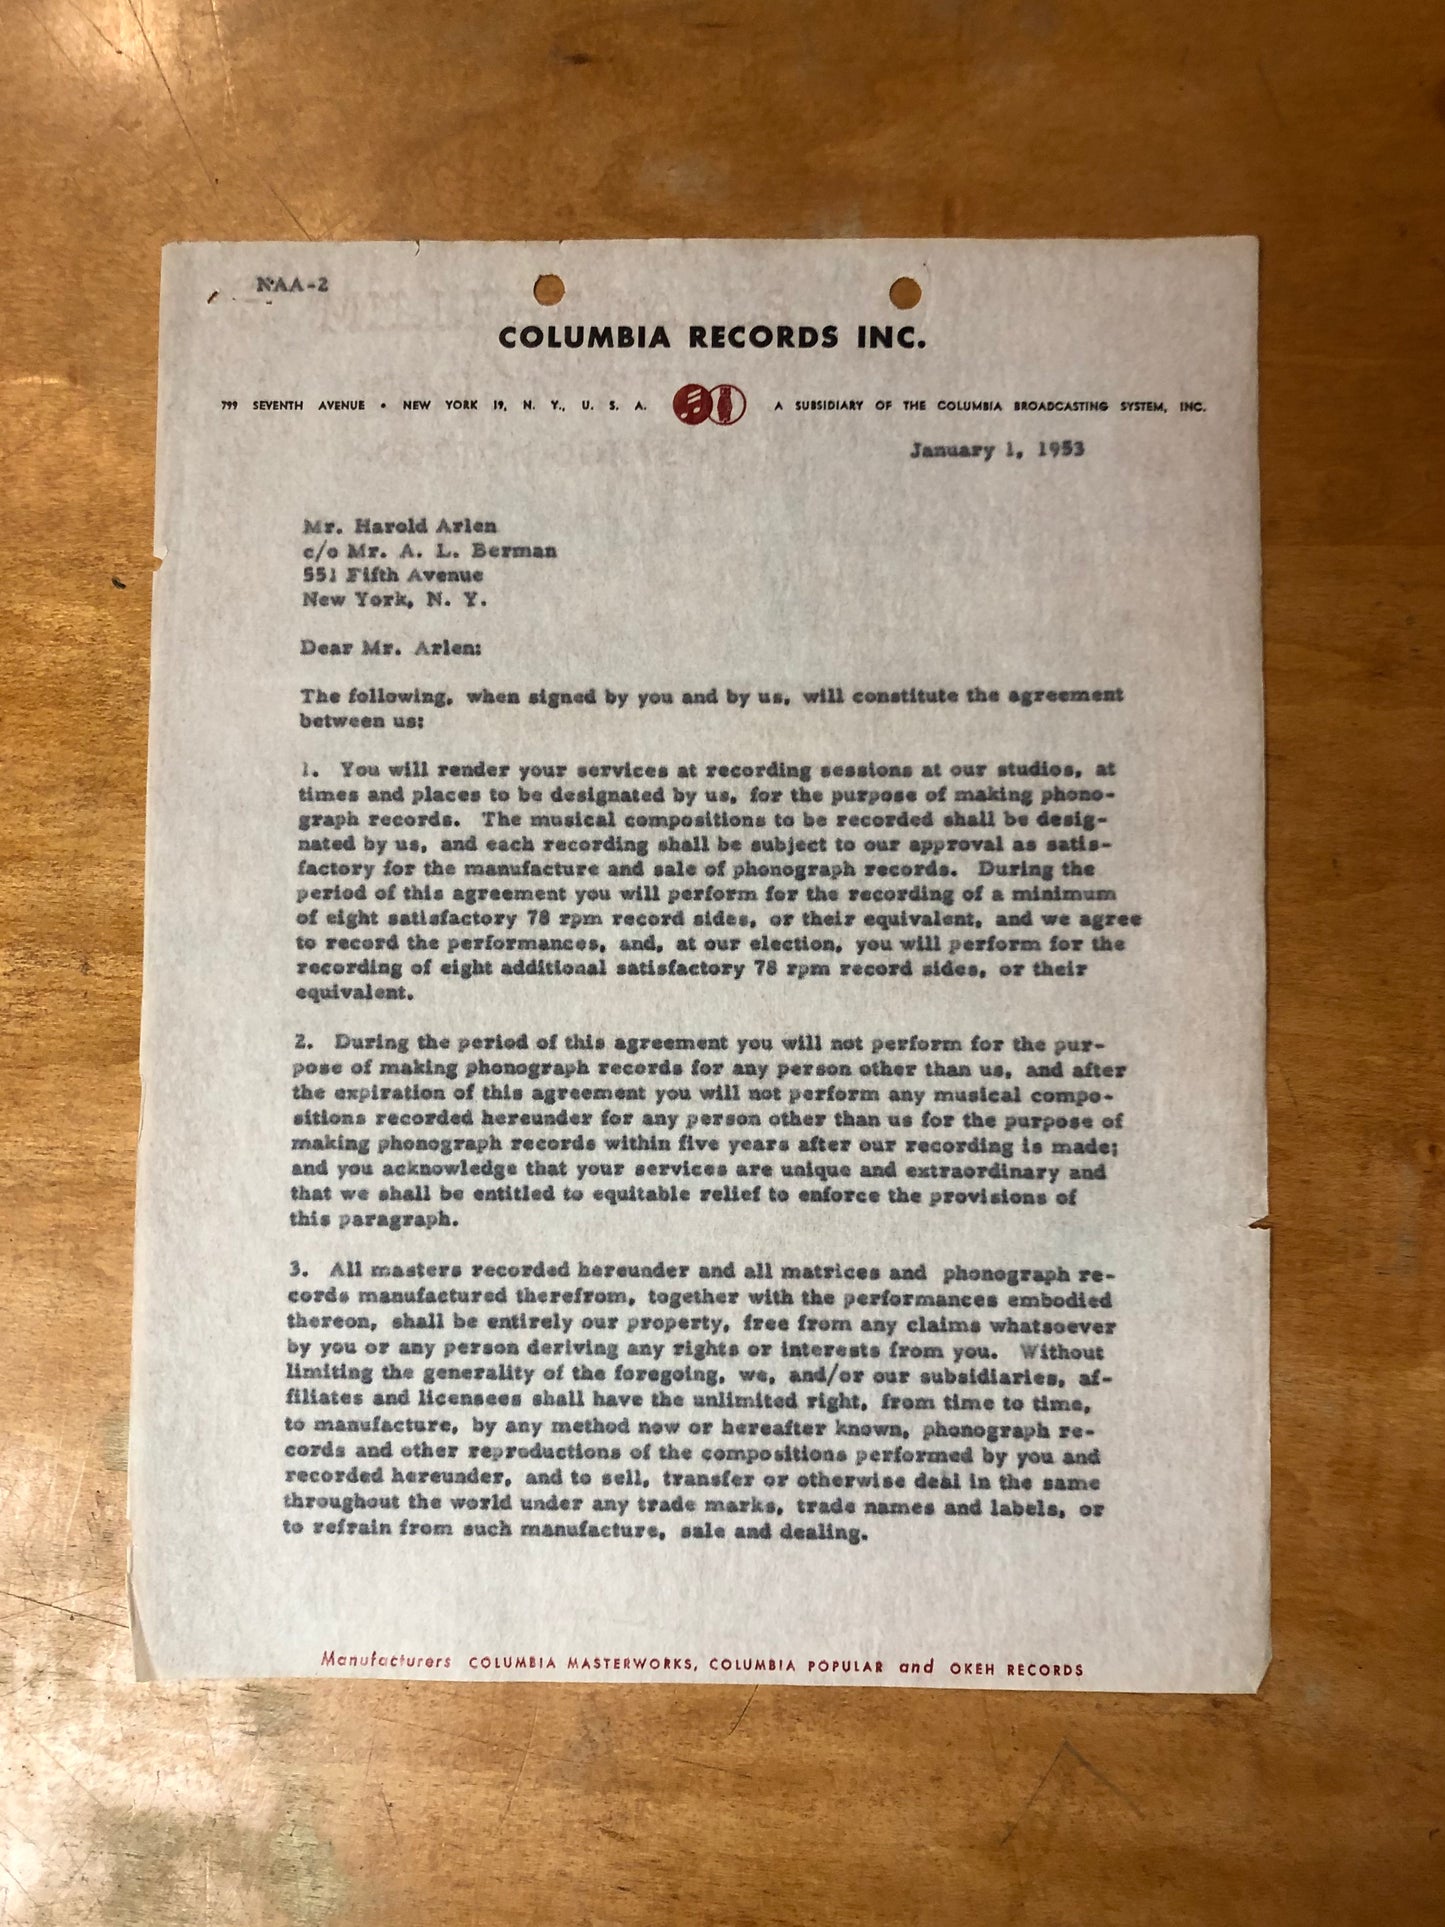 NAA-2
COLUMBIA RECORDS INC.
799 SEVENTH AVENUE • NEW YORK 19, N. Y., U. S. A. A SUBSIDIARY OF THE COLUMBIA BROADCASTING SYSTEM, INC.
January 1, 1953
Mr. Harold Arlen
c/o Mr. A. L. Berman
551 Fifth Avenue
New York, N. Y.
Dear Mr. Arlen:
The following, when signed by you and by us, will constitute the agreement
between us:
1. You will render your services at recording sessions at our studios, at
times and places to be designated by us, for the purpose of making phono-
graph records. The musical compositions to be recorded shall be desig-
nated by us, and each recording shall be subject to our approval as satis-
factory for the manufacture and sale of phonograph records. During the
period of this agreement you will perform for the recording of a minimum
of eight satisfactory 78 rpm record sides, or their equivalent, and we agree
to record the performances, and, at our election, you will perform for the
recording of eight additional satisfactory 78 rpm record sides, or their
equivalent.
2. During the period of this agreement you will not perform for the pur-
pose of making phonograph records for any person other than us, and after
the expiration of this agreement you will not perform any musical compo-
sitions recorded hereunder for any person other than us for the purpose of
making phonograph records within five years after our recording is made;
and you acknowledge that your services are unique and extraordinary and
that we shall be entitled to equitable relief to enforce the provisions of
this paragraph.
3. All masters recorded hereunder and all matrices and phonograph re-
cords manufactured therefrom, together with the performances embodied
thereon, shall be entirely our property, free from any claims whatsoever
by you or any person deriving any rights or interests from you. Without
limiting the generality of the foregoing, we, and/or our subsidiaries, af-
filiates and licensees shall have the unlimited right, from time to time,
to manufacture, by any method now or hereafter known, phonograph re-
cords and other reproductions of the compositions performed by you and
recorded hereunder, and to sell, transfer or otherwise deal in the same
throughout the world under any trade marks, trade names and labels, or
to refrain from such manufacture, sale and dealing.
Manufacturers COLUMBIA MASTERWORKS, COLUMBIA POPULAR and OKEH RECORDS